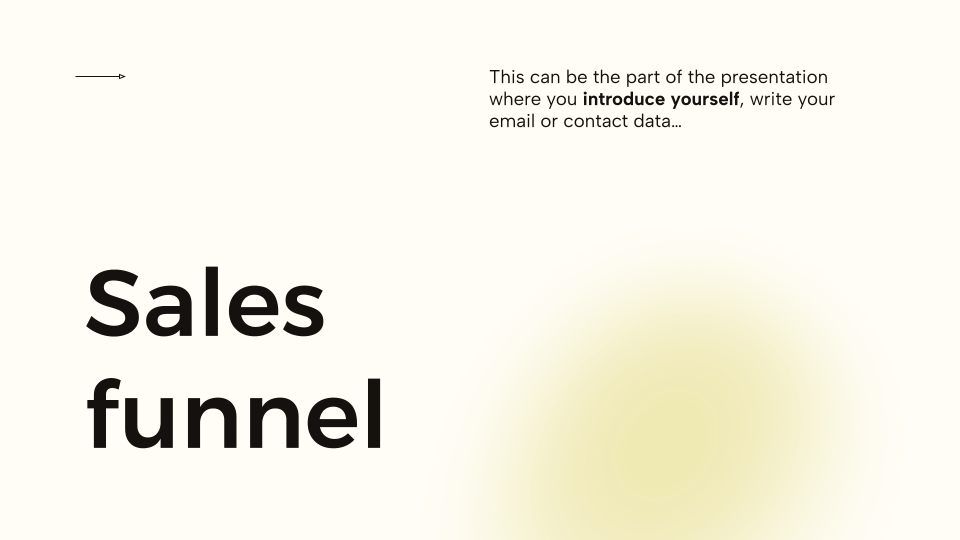 This can be the part of the presentation
where you introduce yourself, write your
email or contact data…
Sales
funnel